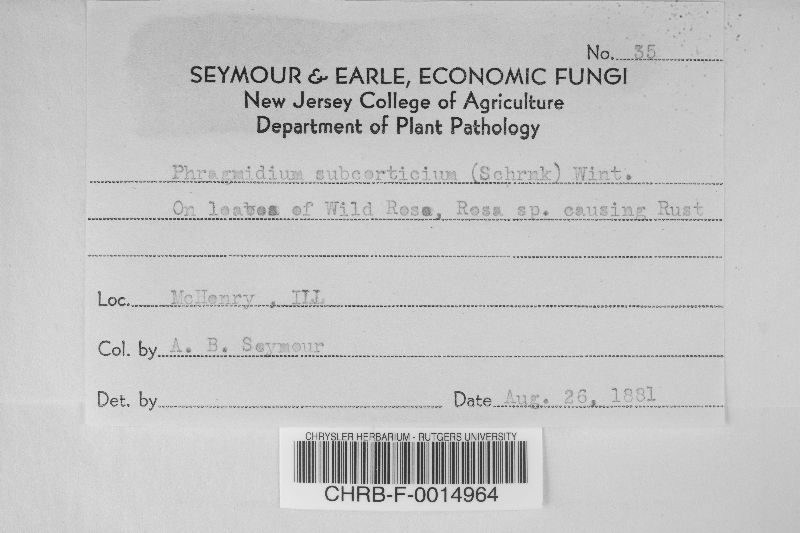 No. 35
SEYMOUR & EARLE, ECONOMIC FUNGI
New Jersey College of Agriculture
Department of Plant Pathology
Phragmidium subcorticium (Schrnk) Wint.
On leaves of Wild Rose, Rosa sp. causing Rust
Loc. McHenry , ILL
Col. by A. B. Seymour
Det. by
Date Aug. 26, 1881
CHRYSLER HERBARIUM - RUTGERS UNIVERSITY
CHRB-F-0014964